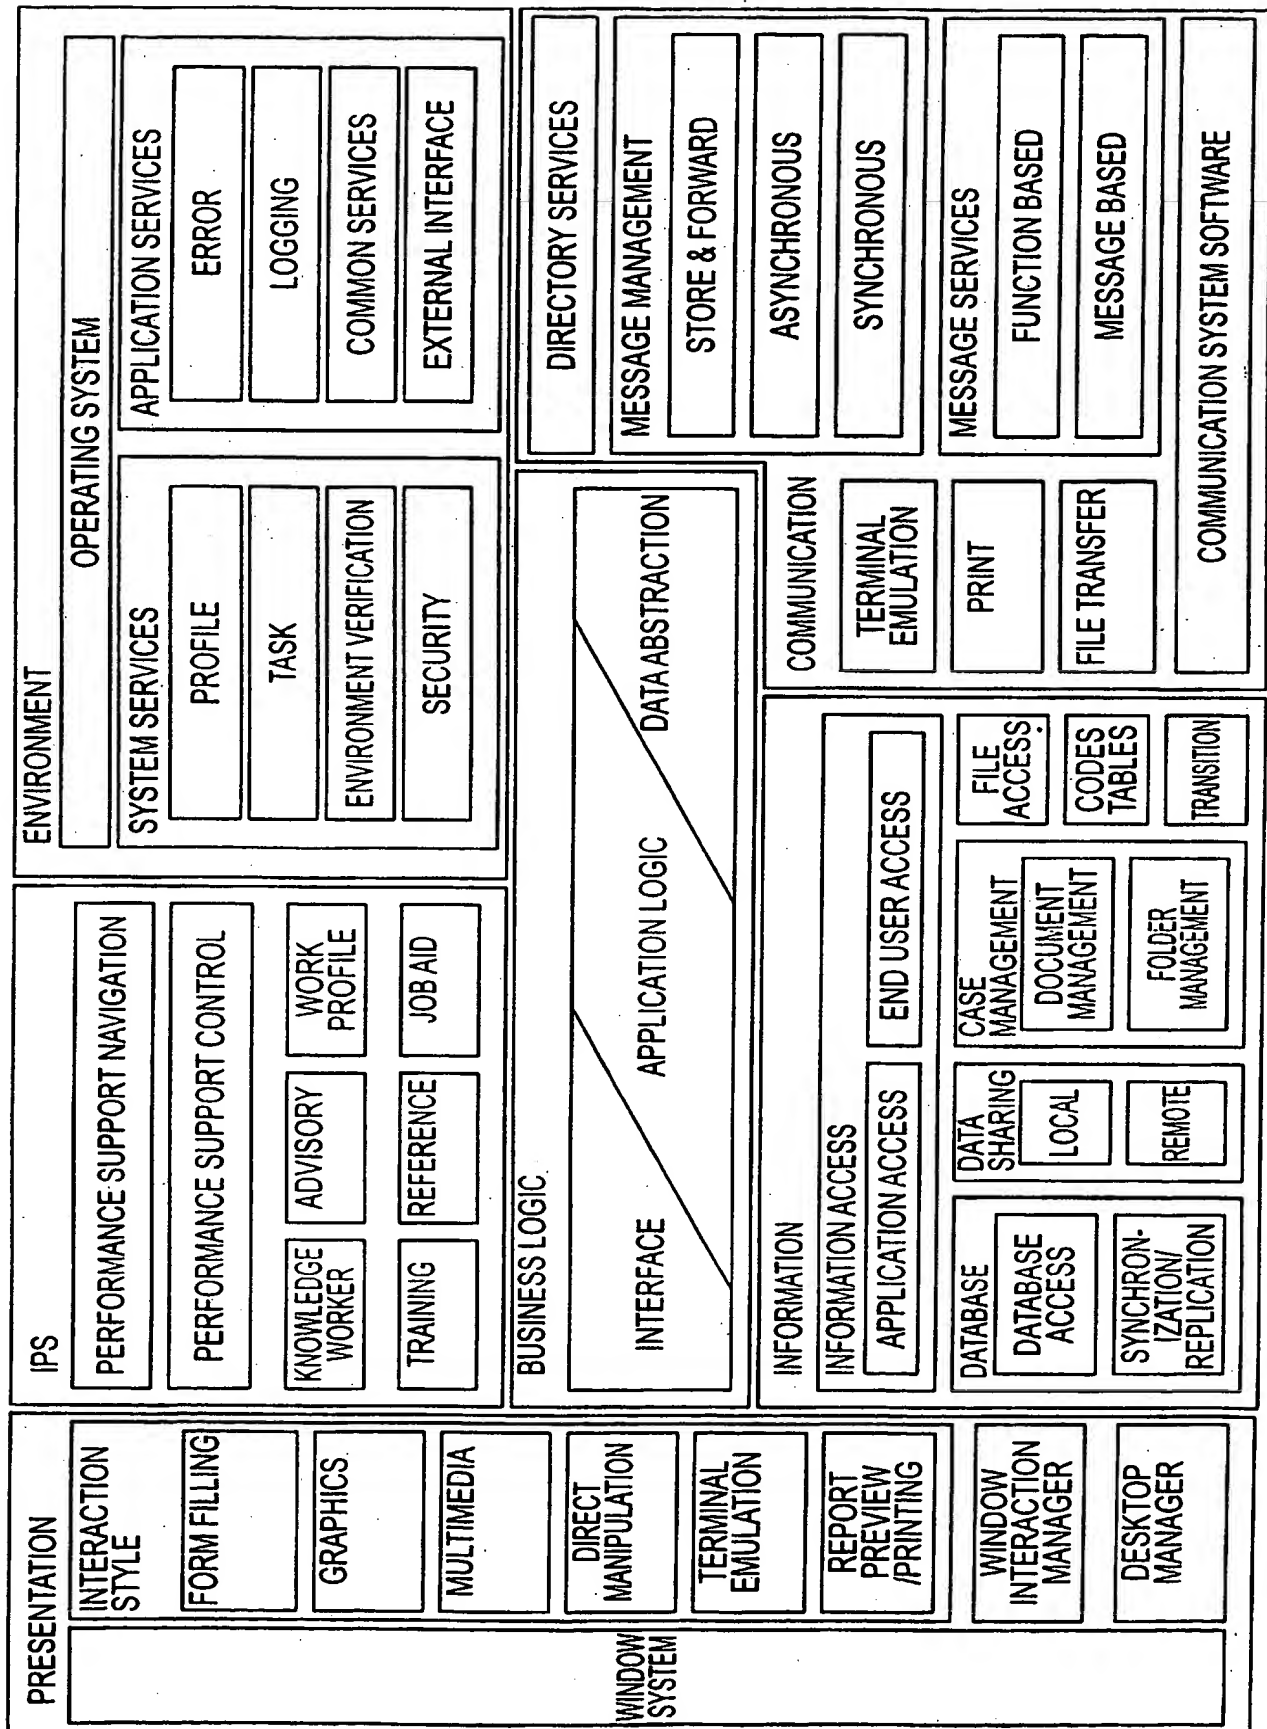 PRESENTATION
WINDOW
SYSTEM
INTERACTION
STYLE
FORM FILLING
GRAPHICS
MULTIMEDIA
DIRECT
MANIPULATION
TERMINAL
EMULATION
REPORT
PREVIEW
/PRINTING
WINDOW
INTERACTION
MANAGER
DESKTOP
MANAGER
IPS
PERFORMANCE SUPPORT NAVIGATION
PERFORMANCE SUPPORT CONTROL
KNOWLEDGE
WORKER
ADVISORY
WORK
PROFILE
TRAINING
REFERENCE
JOB AID
ENVIRONMENT
OPERATING SYSTEM
SYSTEM SERVICES
PROFILE
TASK
ENVIRONMENT VERIFICATION
SECURITY
APPLICATION SERVICES
ERROR
LOGGING
COMMON SERVICES
EXTERNAL INTERFACE
BUSINESS LOGIC
INTERFACE
APPLICATION LOGIC
DATA ABSTRACTION
INFORMATION
INFORMATION ACCESS
APPLICATION ACCESS
END USER ACCESS
DATABASE
DATABASE
ACCESS
SYNCHRON-
IZATION/
REPLICATION
DATA
SHARING
LOCAL
REMOTE
CASE
MANAGEMENT
DOCUMENT
MANAGEMENT
FOLDER
MANAGEMENT
FILE
ACCESS
CODES
TABLES
TRANSITION
COMMUNICATION
TERMINAL
EMULATION
PRINT
FILE TRANSFER
DIRECTORY SERVICES
MESSAGE MANAGEMENT
STORE & FORWARD
ASYNCHRONOUS
SYNCHRONOUS
MESSAGE SERVICES
FUNCTION BASED
MESSAGE BASED
COMMUNICATION SYSTEM SOFTWARE